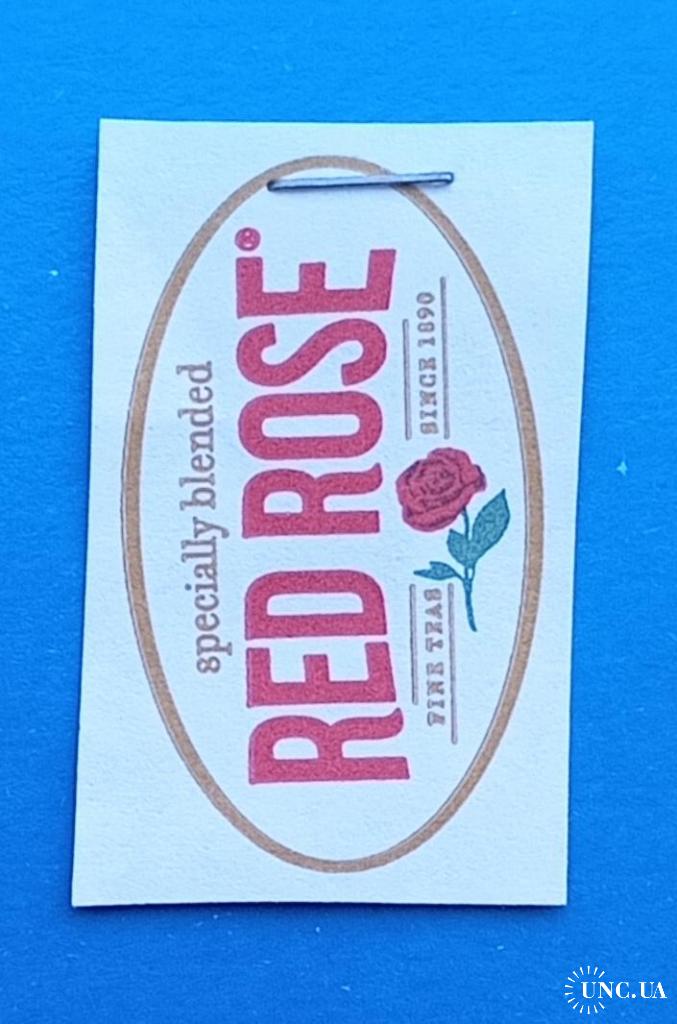 specially blended
RED ROSE®
FINE TEAS
SINCE 1890
UNC.UA